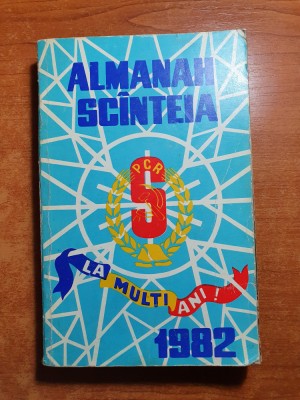 ALMANAH
SCÎNTEIA
PCR
S
LA MULTI ANI!
1982